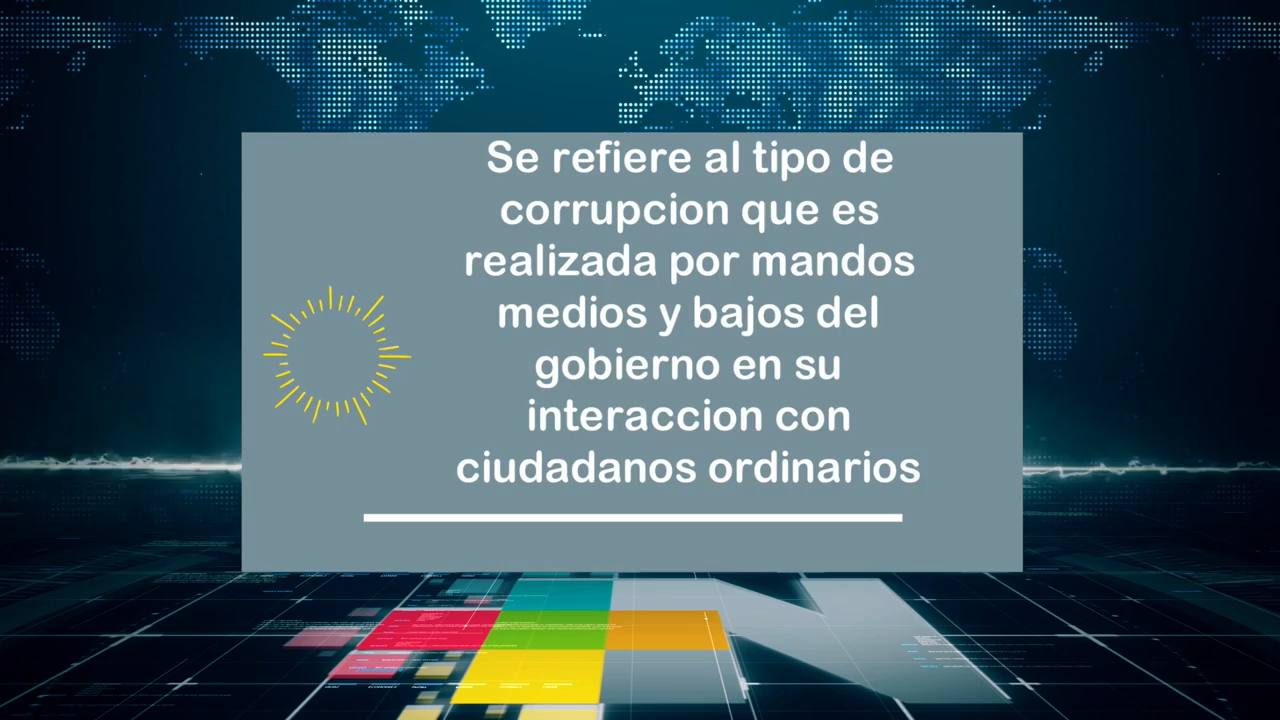 Se refiere al tipo de
corrupcion que es
realizada por mandos
medios y bajos del
gobierno en su
interaccion con
ciudadanos ordinarios